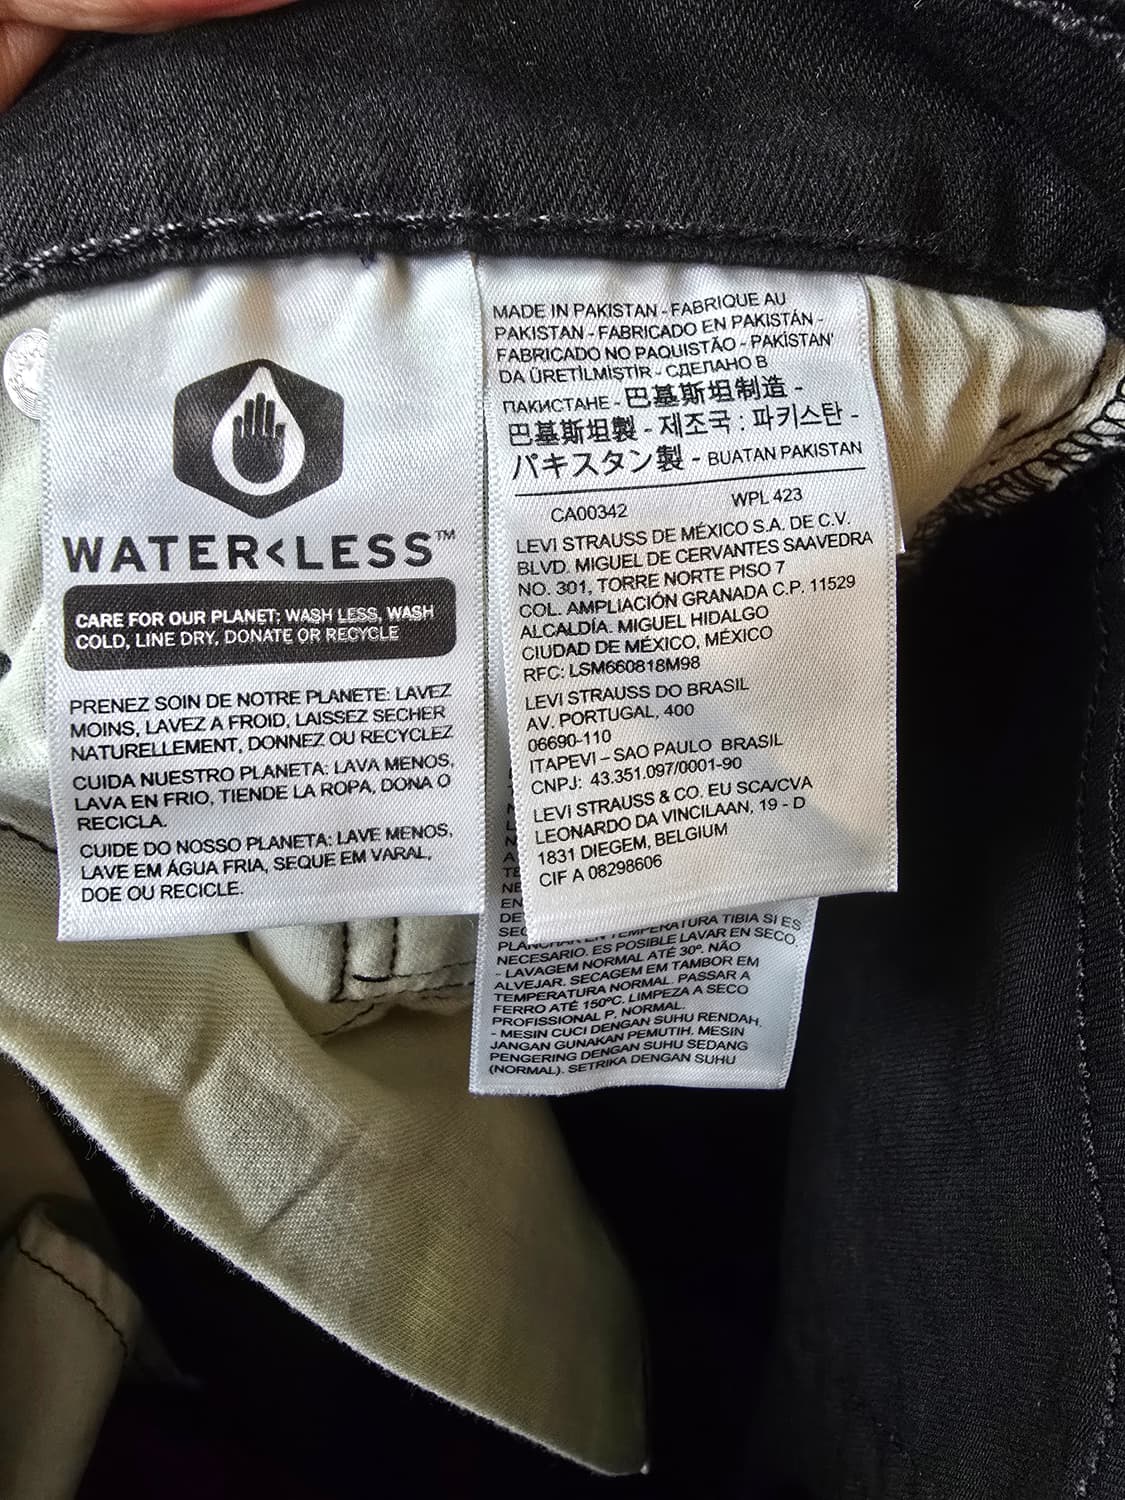 WATER<LESS™
CARE FOR OUR PLANET: WASH LESS, WASH
COLD, LINE DRY, DONATE OR RECYCLE
PRENEZ SOIN DE NOTRE PLANETE: LAVEZ
MOINS, LAVEZ A FROID, LAISSEZ SECHER
NATURELLEMENT, DONNEZ OU RECYCLEZ
CUIDA NUESTRO PLANETA: LAVA MENOS,
LAVA EN FRIO, TIENDE LA ROPA, DONA O
RECICLA.
CUIDE DO NOSSO PLANETA: LAVE MENOS,
LAVE EM ÁGUA FRIA, SEQUE EM VARAL,
DOE OU RECICLE.
MADE IN PAKISTAN - FABRIQUE AU
PAKISTAN - FABRICADO EN PAKISTÁN -
FABRICADO NO PAQUISTÃO - PAKİSTAN'
DA ÜRETİLMİSTİR - СДЕЛАНО В
ПАКИСТАНЕ - 巴基斯坦制造 -
巴基斯坦製 - 제조국 : 파키스탄 -
パキスタン製 - BUATAN PAKISTAN
CA00342 WPL 423
LEVI STRAUSS DE MÉXICO S.A. DE C.V.
BLVD. MIGUEL DE CERVANTES SAAVEDRA
NO. 301, TORRE NORTE PISO 7
COL. AMPLIACIÓN GRANADA C.P. 11529
ALCALDÍA. MIGUEL HIDALGO
CIUDAD DE MÉXICO, MÉXICO
RFC: LSM660818M98
LEVI STRAUSS DO BRASIL
AV. PORTUGAL, 400
06690-110
ITAPEVI – SAO PAULO BRASIL
CNPJ: 43.351.097/0001-90
LEVI STRAUSS & CO. EU SCA/CVA
LEONARDO DA VINCILAAN, 19 - D
1831 DIEGEM, BELGIUM
CIF A 08298606
PLANCHAR EN TEMPERATURA TIBIA SI ES
NECESARIO. ES POSIBLE LAVAR EN SECO.
- LAVAGEM NORMAL ATÉ 30º. NÃO
ALVEJAR. SECAGEM EM TAMBOR EM
TEMPERATURA NORMAL. PASSAR A
FERRO ATÉ 150ºC. LIMPEZA A SECO
PROFISSIONAL P, NORMAL.
- MESIN CUCI DENGAN SUHU RENDAH.
JANGAN GUNAKAN PEMUTIH. MESIN
PENGERING DENGAN SUHU SEDANG
(NORMAL). SETRIKA DENGAN SUHU